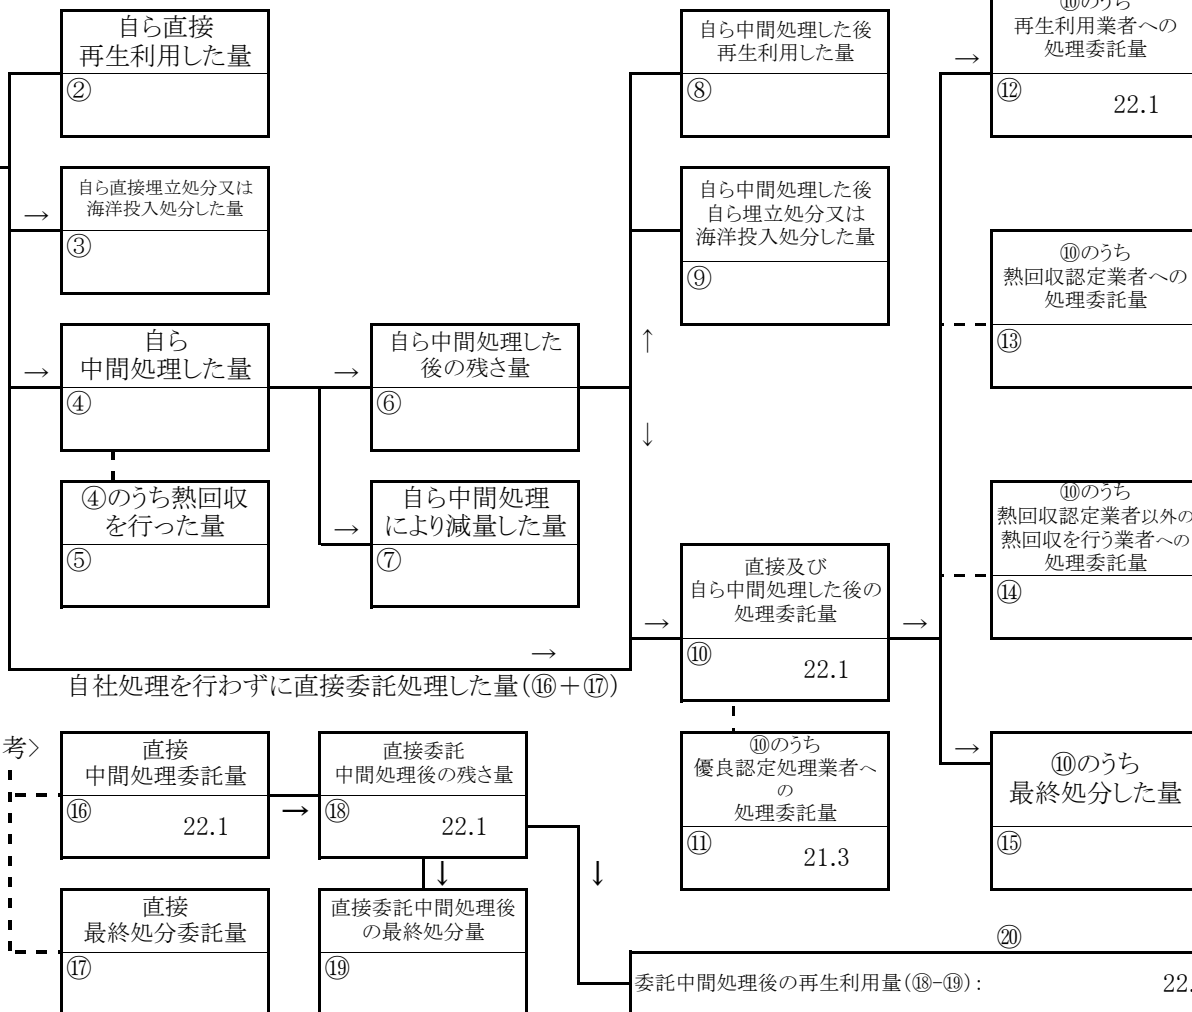 自ら直接
再生利用した量
②
自ら直接埋立処分又は
海洋投入処分した量
→
③
自ら
中間処理した量
→
④
④のうち熱回収
を行った量
⑤
→
自ら中間処理した
後の残さ量
⑥
→
自ら中間処理
により減量した量
⑦
自ら中間処理した後
再生利用した量
⑧
自ら中間処理した後
自ら埋立処分又は
海洋投入処分した量
⑨
↑
↓
→
直接及び
自ら中間処理した後の
処理委託量
⑩
22.1
→
⑩のうち
優良認定処理業者へ
の
処理委託量
⑪
21.3
→
⑩のうち
再生利用業者への
処理委託量
⑫
22.1
⑩のうち
熱回収認定業者への
処理委託量
⑬
⑩のうち
熱回収認定業者以外の
熱回収を行う業者への
処理委託量
⑭
→
⑩のうち
最終処分した量
⑮
→
自社処理を行わずに直接委託処理した量(⑯＋⑰)
考〉
直接
中間処理委託量
⑯
22.1
→
直接委託
中間処理後の残さ量
⑱
22.1
↓
↓
直接
最終処分委託量
⑰
直接委託中間処理後
の最終処分量
⑲
⑳
委託中間処理後の再生利用量(⑱-⑲)：
22.